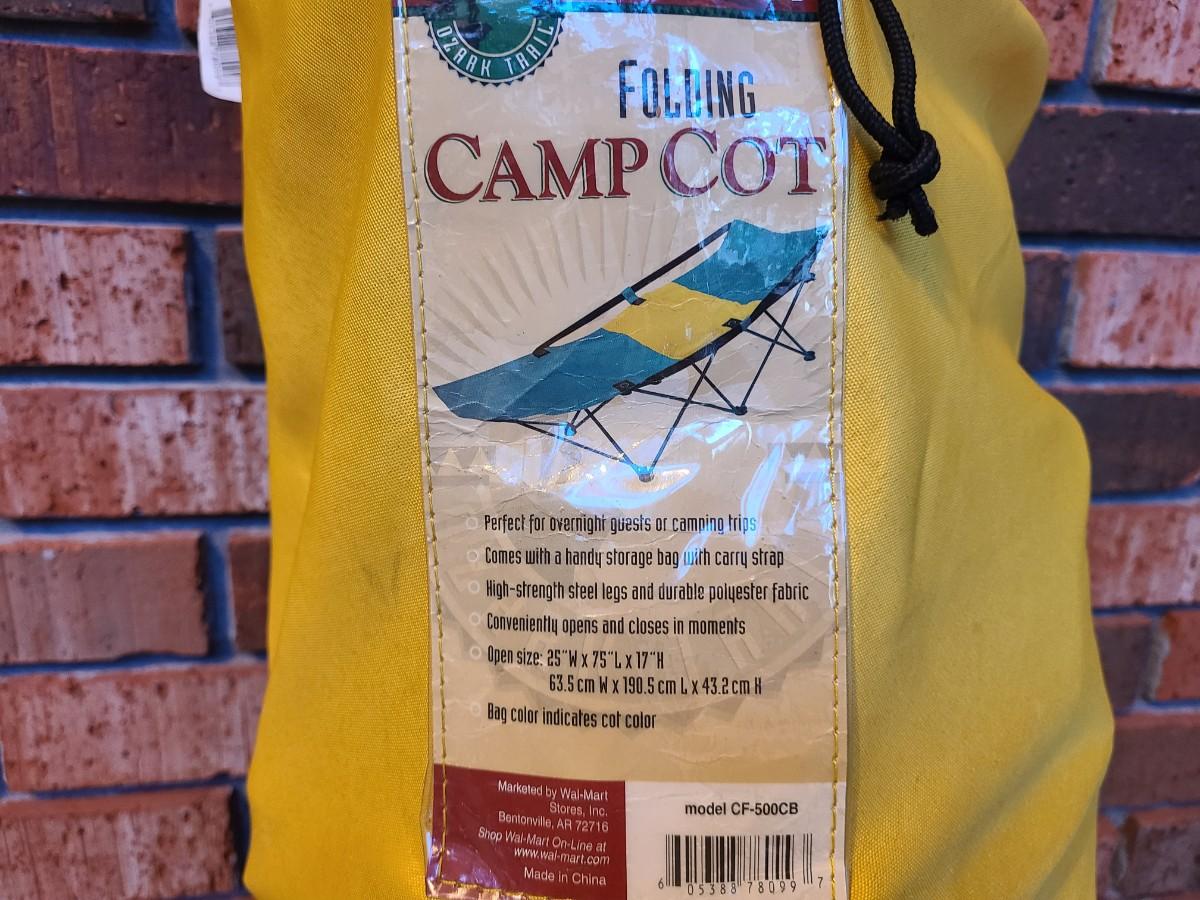 OZARK TRAIL
FOLDING
CAMP COT
Perfect for overnight guests or camping trips
Comes with a handy storage bag with carry strap
High-strength steel legs and durable polyester fabric
Conveniently opens and closes in moments
Open size: 25"W x 75"L x 17"H
63.5 cm W x 190.5 cm L x 43.2 cm H
Bag color indicates cot color
Marketed by Wal-Mart
Stores, Inc.
Bentonville, AR 72716
Shop Wal-Mart On-Line at
www.wal-mart.com
Made in China
model CF-500CB
6 05388 78099 7